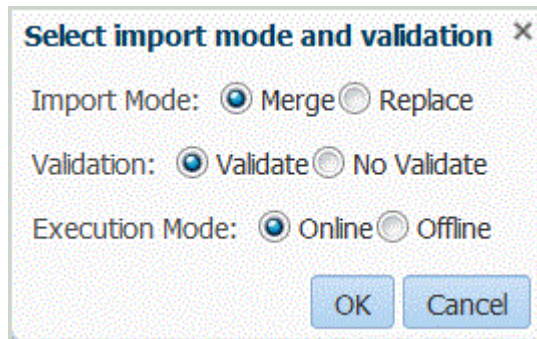 Select import mode and validation ×
Import Mode: Merge Replace
Validation: Validate No Validate
Execution Mode: Online Offline
OK Cancel